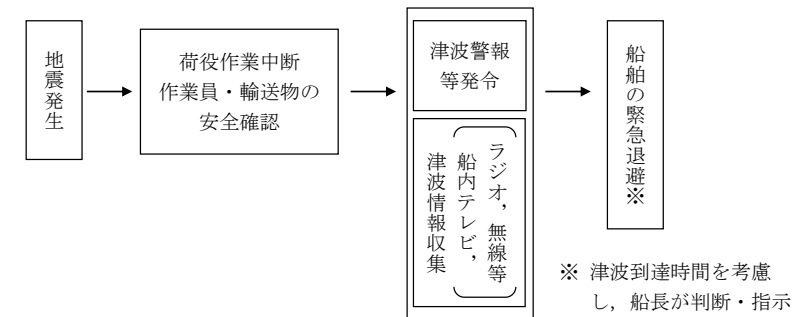 地震発生
荷役作業中断
作業員・輸送物の
安全確認
津波警報
等発令
津波情報収集
船内テレビ,
ラジオ, 無線等
船舶の緊急退避※
※ 津波到達時間を考慮
し, 船長が判断・指示